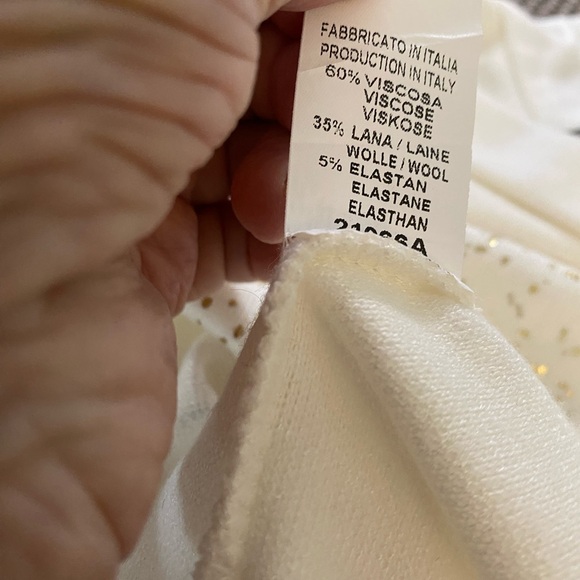 FABBRICATO IN ITALIA
PRODUCTION IN ITALY
60% VISCOSA
VISCOSE
VISKOSE
35% LANA / LAINE
WOLLE / WOOL
5% ELASTAN
ELASTANE
ELASTHAN